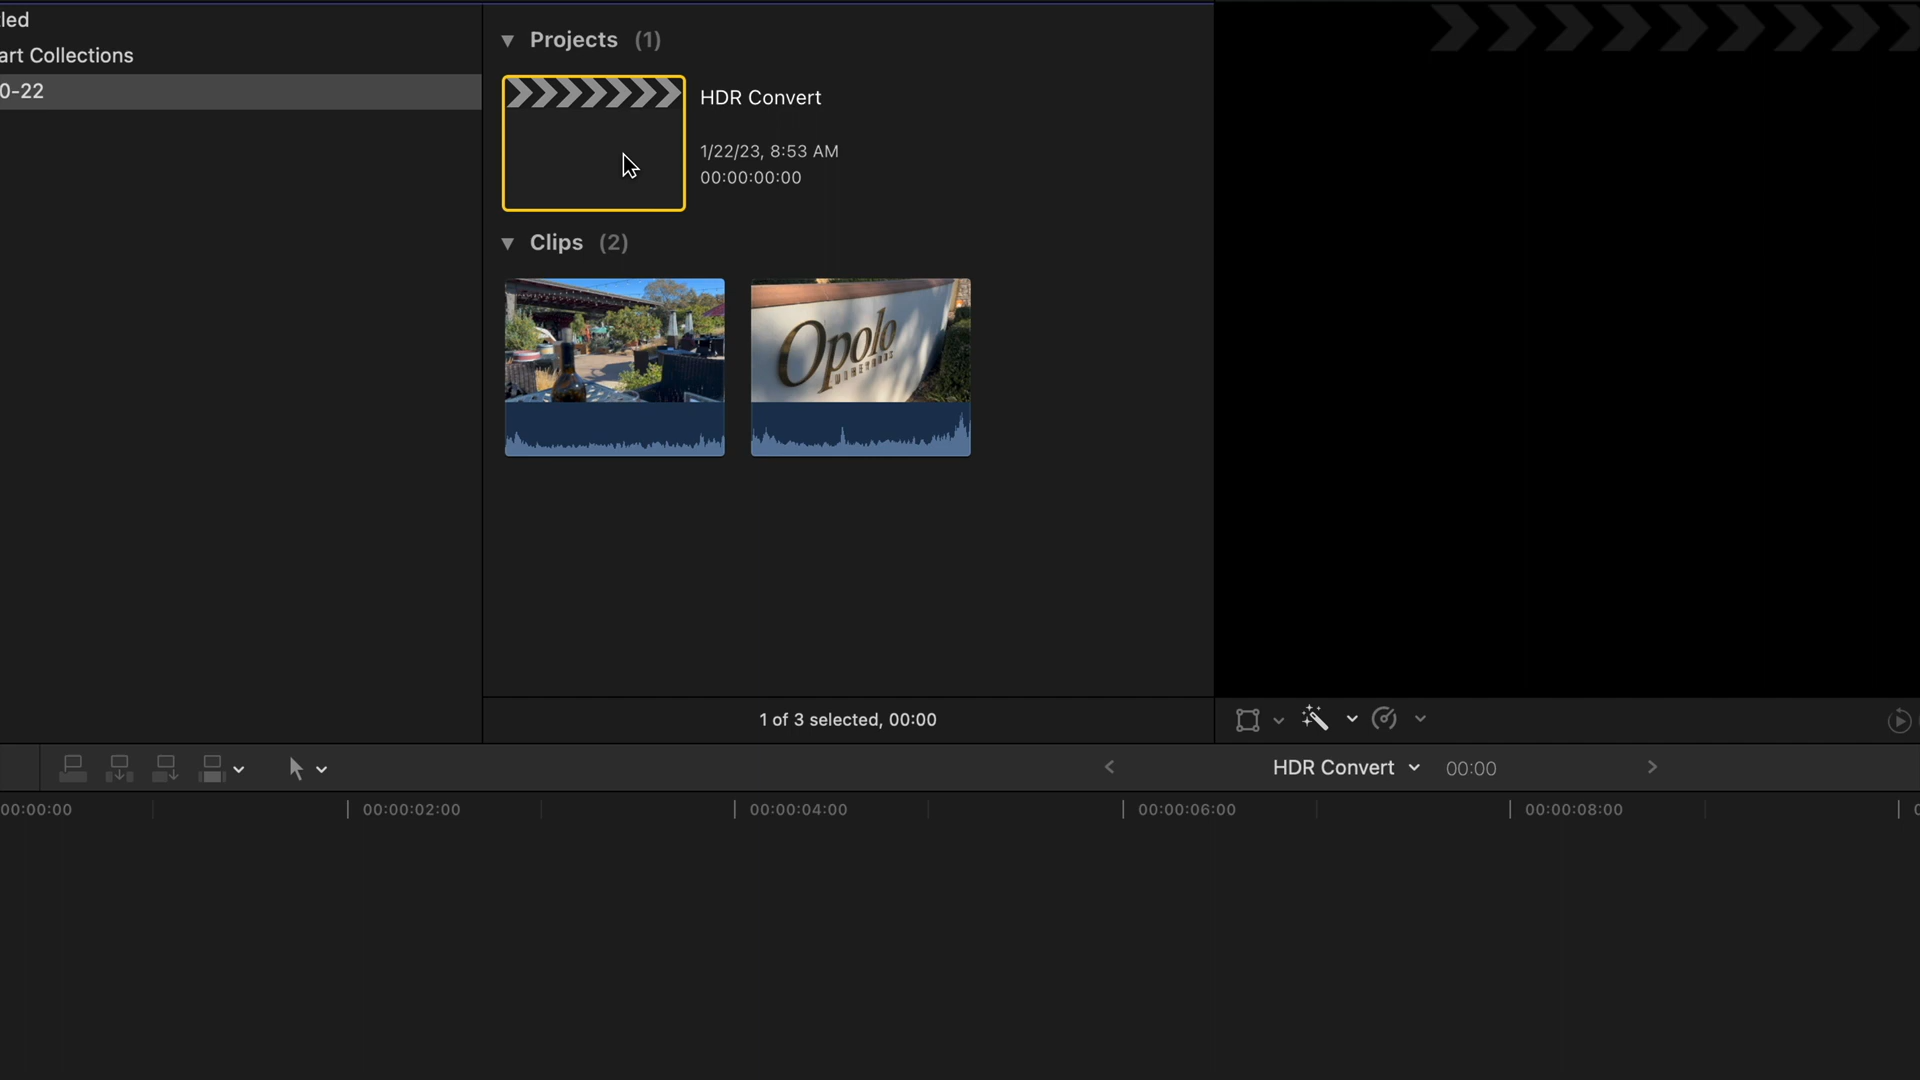 led
art Collections
0-22
Projects (1)
HDR Convert
1/22/23, 8:53 AM
00:00:00:00
Clips (2)
Opolo
VINEYARDS
1 of 3 selected, 00:00
HDR Convert 00:00
00:00:00 00:00:02:00 00:00:04:00 00:00:06:00 00:00:08:00